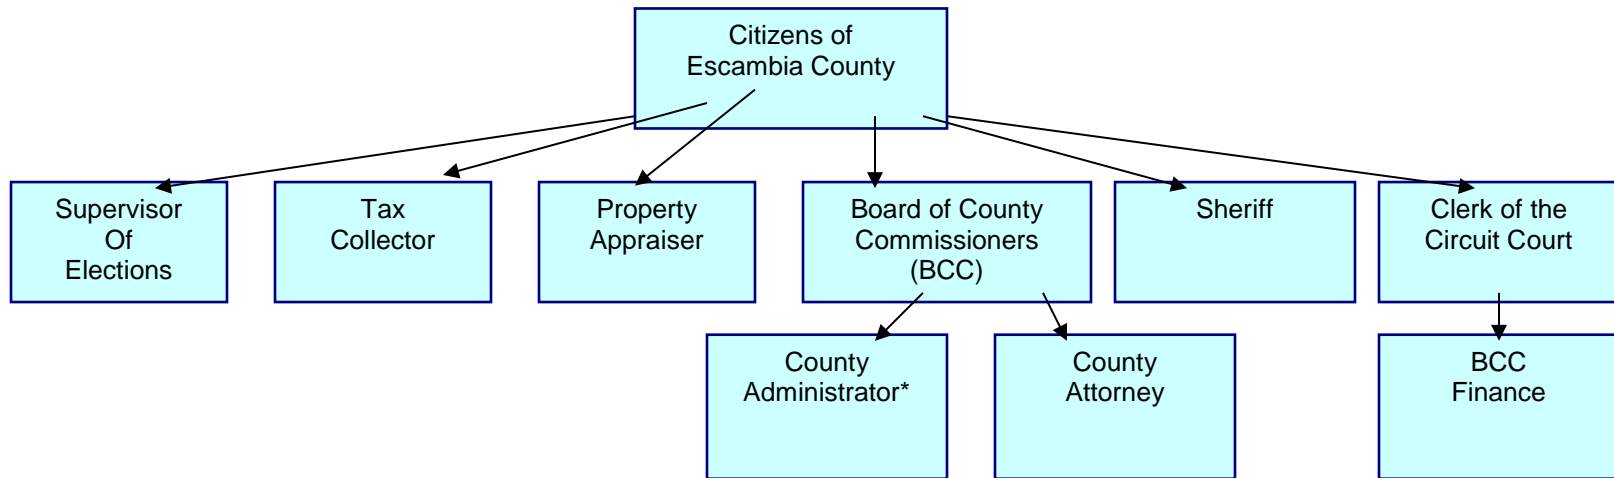 Citizens of
Escambia County
Supervisor
Of
Elections
Tax
Collector
Property
Appraiser
Board of County
Commissioners
(BCC)
Sheriff
Clerk of the
Circuit Court
County
Administrator*
County
Attorney
BCC
Finance